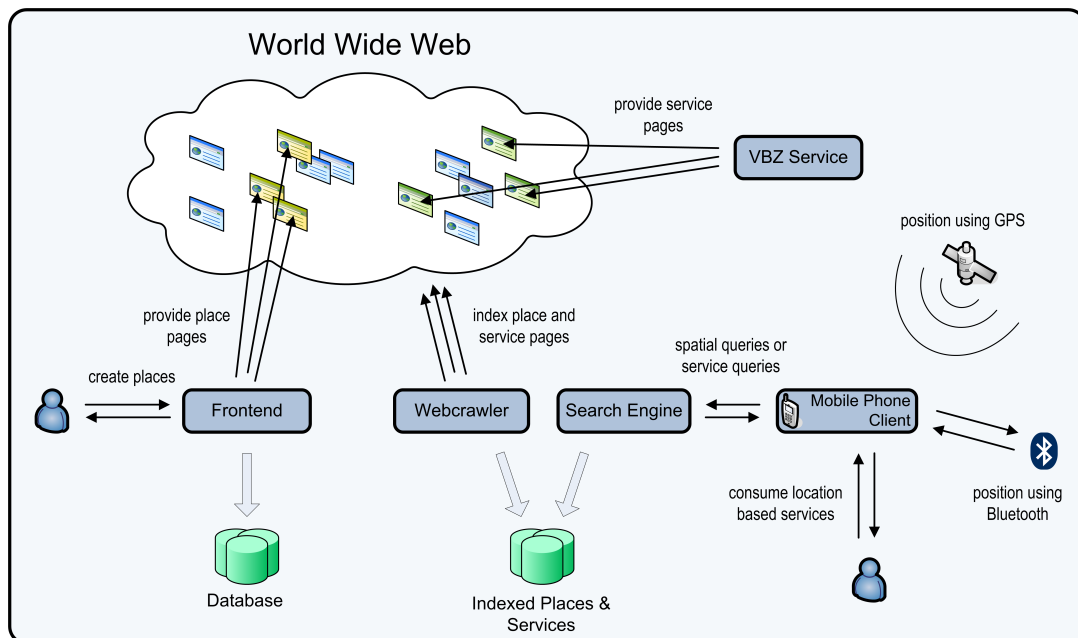 World Wide Web
provide service
pages
VBZ Service
position using GPS
provide place
pages
index place and
service pages
spatial queries or
service queries
create places
Frontend
Webcrawler
Search Engine
Mobile Phone
Client
consume location
based services
position using
Bluetooth
Database
Indexed Places &
Services